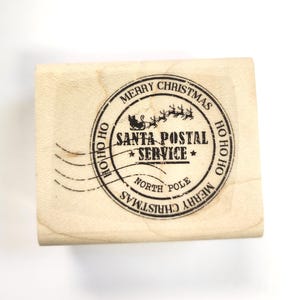 MERRY CHRISTMAS
HO HO HO
HO HO HO
SANTA POSTAL
SERVICE
NORTH POLE
MERRY CHRISTMAS